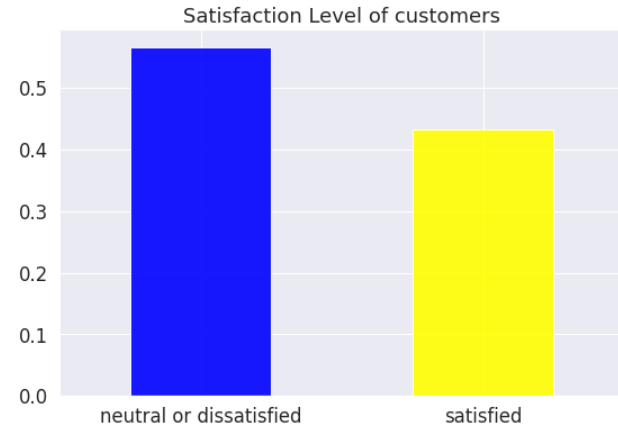 Satisfaction Level of customers
0.5
0.4
0.3
0.2
0.1
0.0
neutral or dissatisfied
satisfied